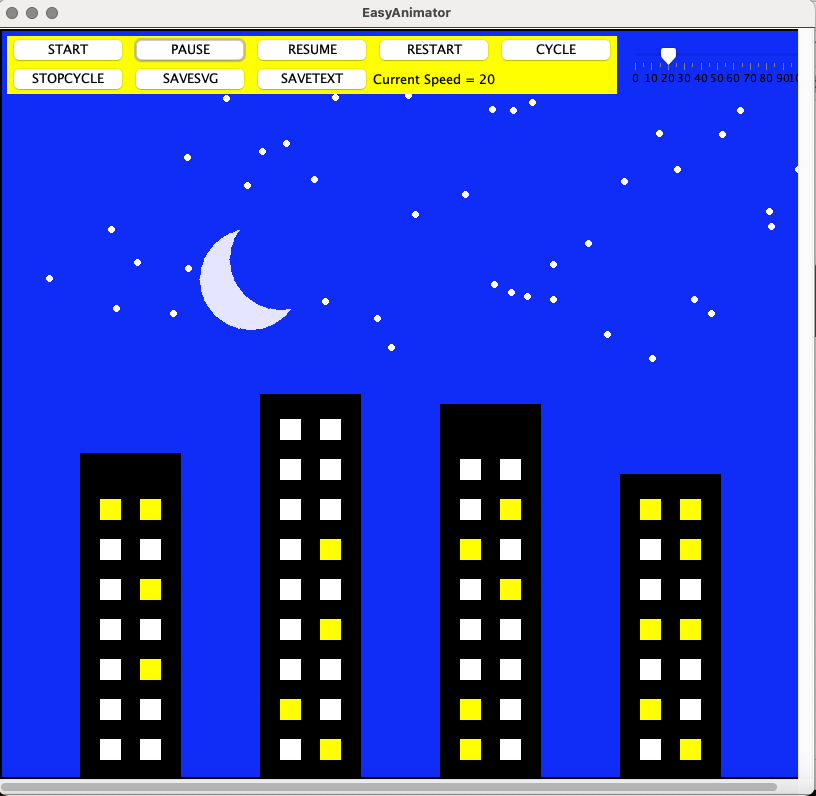 EasyAnimator
START PAUSE RESUME RESTART CYCLE
STOPCYCLE SAVESVG SAVETEXT Current Speed = 20
0 10 20 30 40 50 60 70 80 90